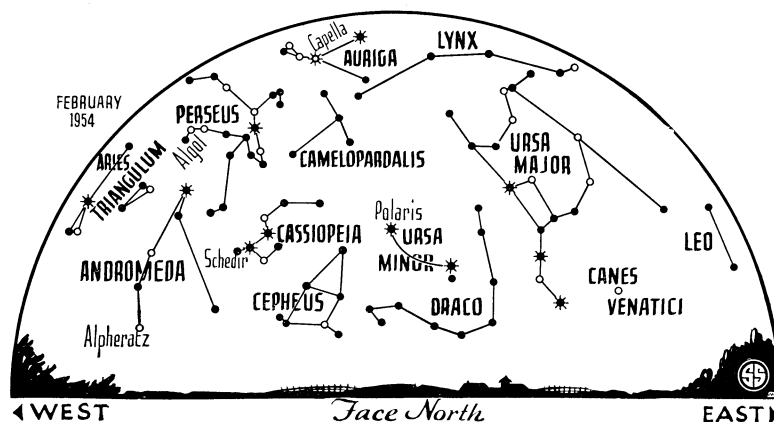 Capella
LYNX
AURIGA
FEBRUARY
1954
PERSEUS
Algol
URSA
MAJOR
CAMELOPARDALIS
ARIES
TRIANGULUM
Polaris
CASSIOPEIA
URSA
MINOR
LEO
Schedir
ANDROMEDA
CANES
VENATICI
CEPHEUS
DRACO
Alpheratz
SS
WEST
Face North
EAST